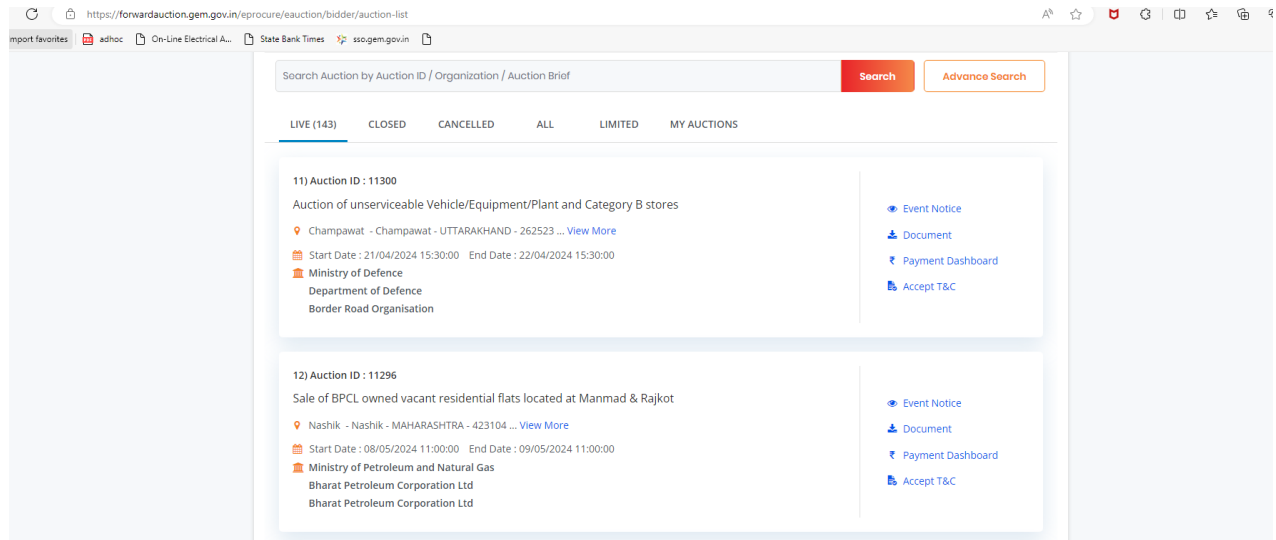 https://forwardauction.gem.gov.in/eprocure/eauction/bidder/auction-list
mport favorites adhoc On-Line Electrical A... State Bank Times sso.gem.gov.in
Search Auction by Auction ID / Organization / Auction Brief Search Advance Search
LIVE (143) CLOSED CANCELLED ALL LIMITED MY AUCTIONS
11) Auction ID : 11300
Auction of unserviceable Vehicle/Equipment/Plant and Category B stores
Champawat - Champawat - UTTARAKHAND - 262523 ... View More
Start Date : 21/04/2024 15:30:00 End Date : 22/04/2024 15:30:00
Ministry of Defence
Department of Defence
Border Road Organisation
Event Notice
Document
₹ Payment Dashboard
Accept T&C
12) Auction ID : 11296
Sale of BPCL owned vacant residential flats located at Manmad & Rajkot
Nashik - Nashik - MAHARASHTRA - 423104 ... View More
Start Date : 08/05/2024 11:00:00 End Date : 09/05/2024 11:00:00
Ministry of Petroleum and Natural Gas
Bharat Petroleum Corporation Ltd
Bharat Petroleum Corporation Ltd
Event Notice
Document
₹ Payment Dashboard
Accept T&C